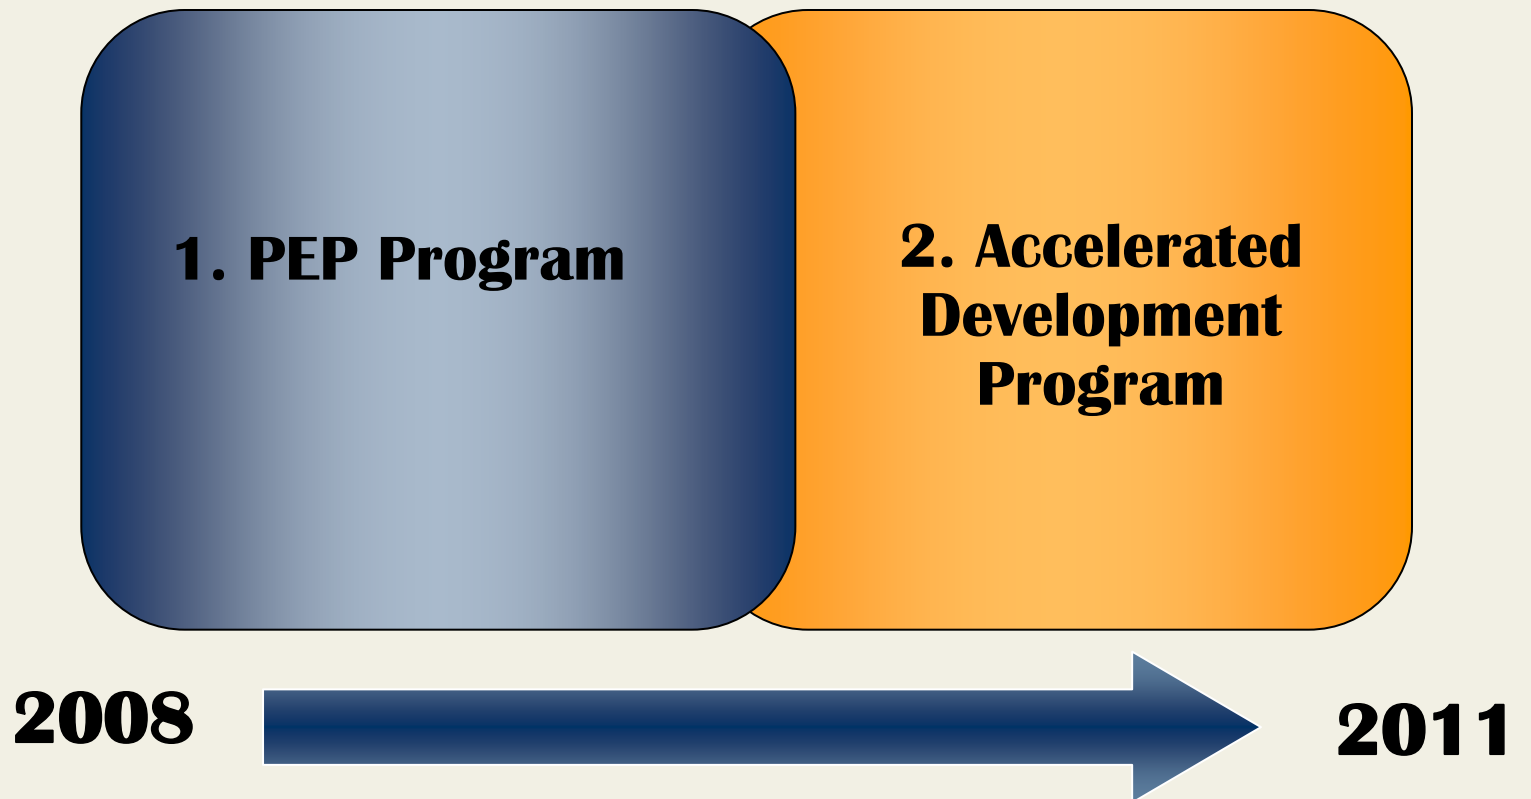 1. PEP Program
2. Accelerated
Development
Program
2008
2011